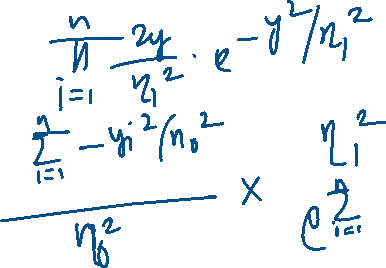 n
Π 2y/η₁² · e^{-y²/η₁²}
i=1
n
Σ -yi²/η₀² η₁²
i=1
──── × e^{Σ
η₀² n i=1